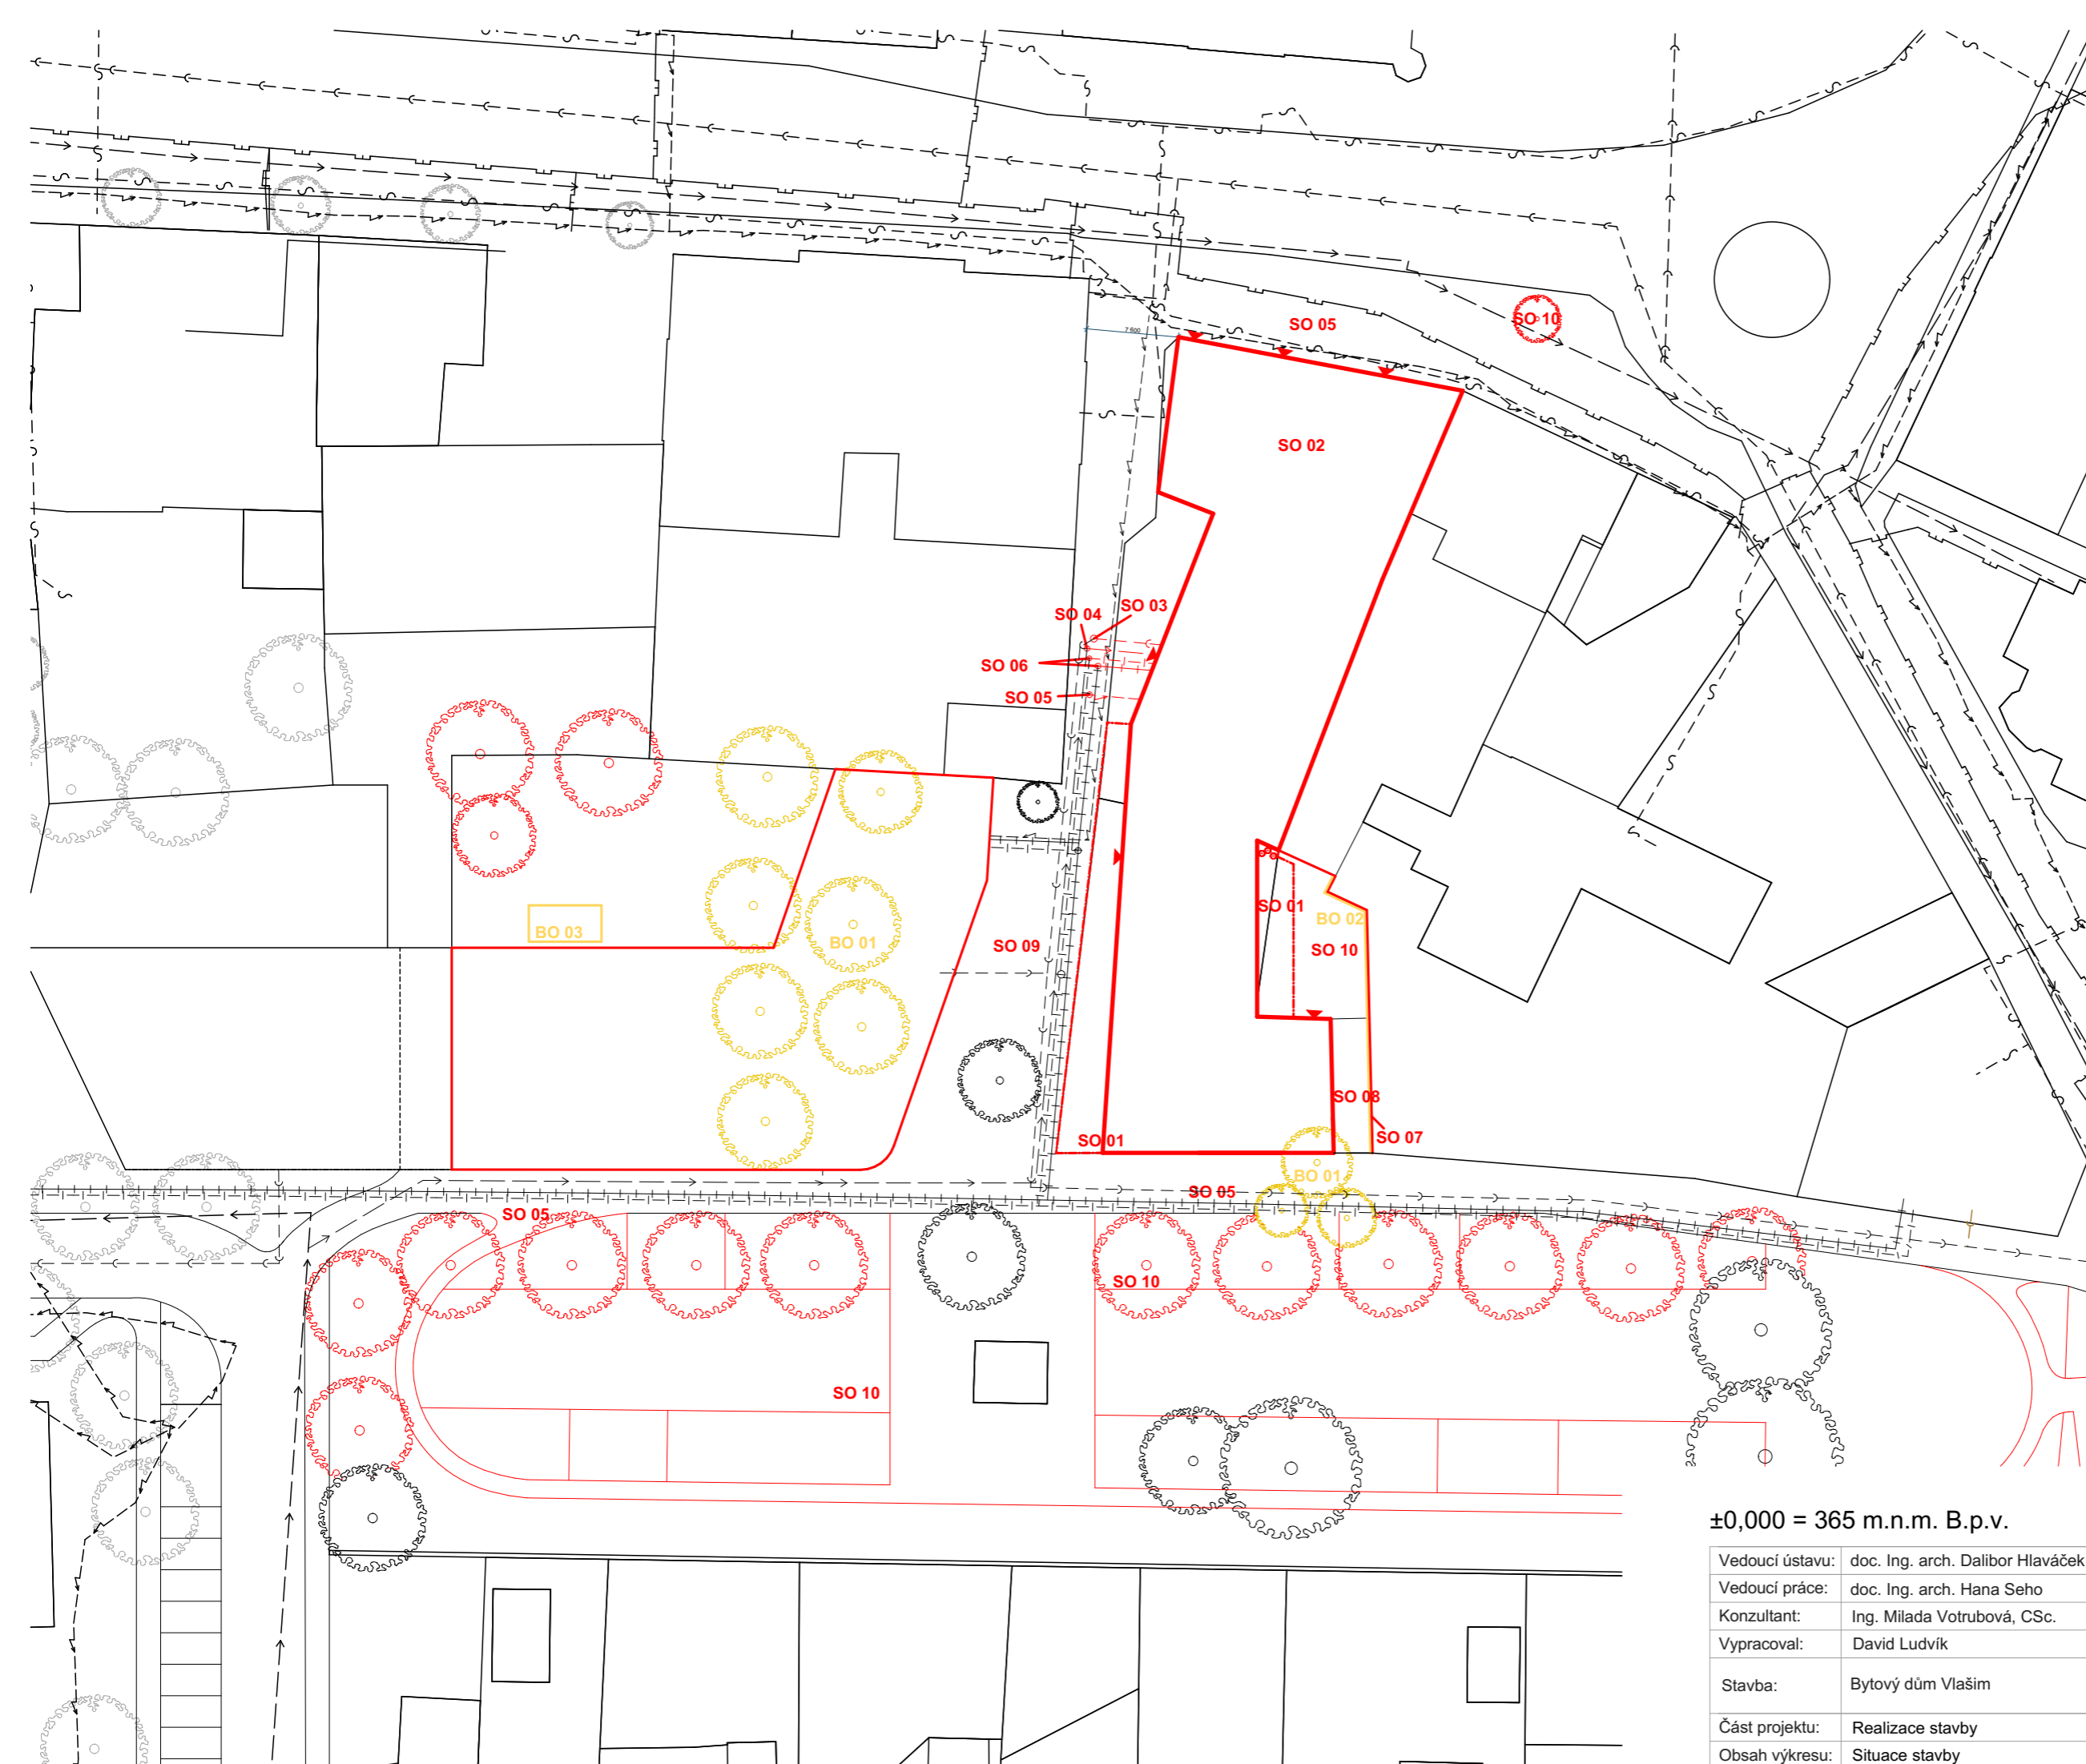 7 600
SO 05
SO 10
SO 02
SO 03
SO 04
SO 06
SO 05
SO 01
BO 02
BO 03
BO 01
SO 09
SO 10
SO 08
SO 07
SO 01
BO 01
SO 05
SO 05
SO 10
SO 10
±0,000 = 365 m.n.m. B.p.v.
Vedoucí ústavu: doc. Ing. arch. Dalibor Hlaváček
Vedoucí práce: doc. Ing. arch. Hana Seho
Konzultant: Ing. Milada Votrubová, CSc.
Vypracoval: David Ludvík
Stavba: Bytový dům Vlašim
Část projektu: Realizace stavby
Obsah výkresu: Situace stavby